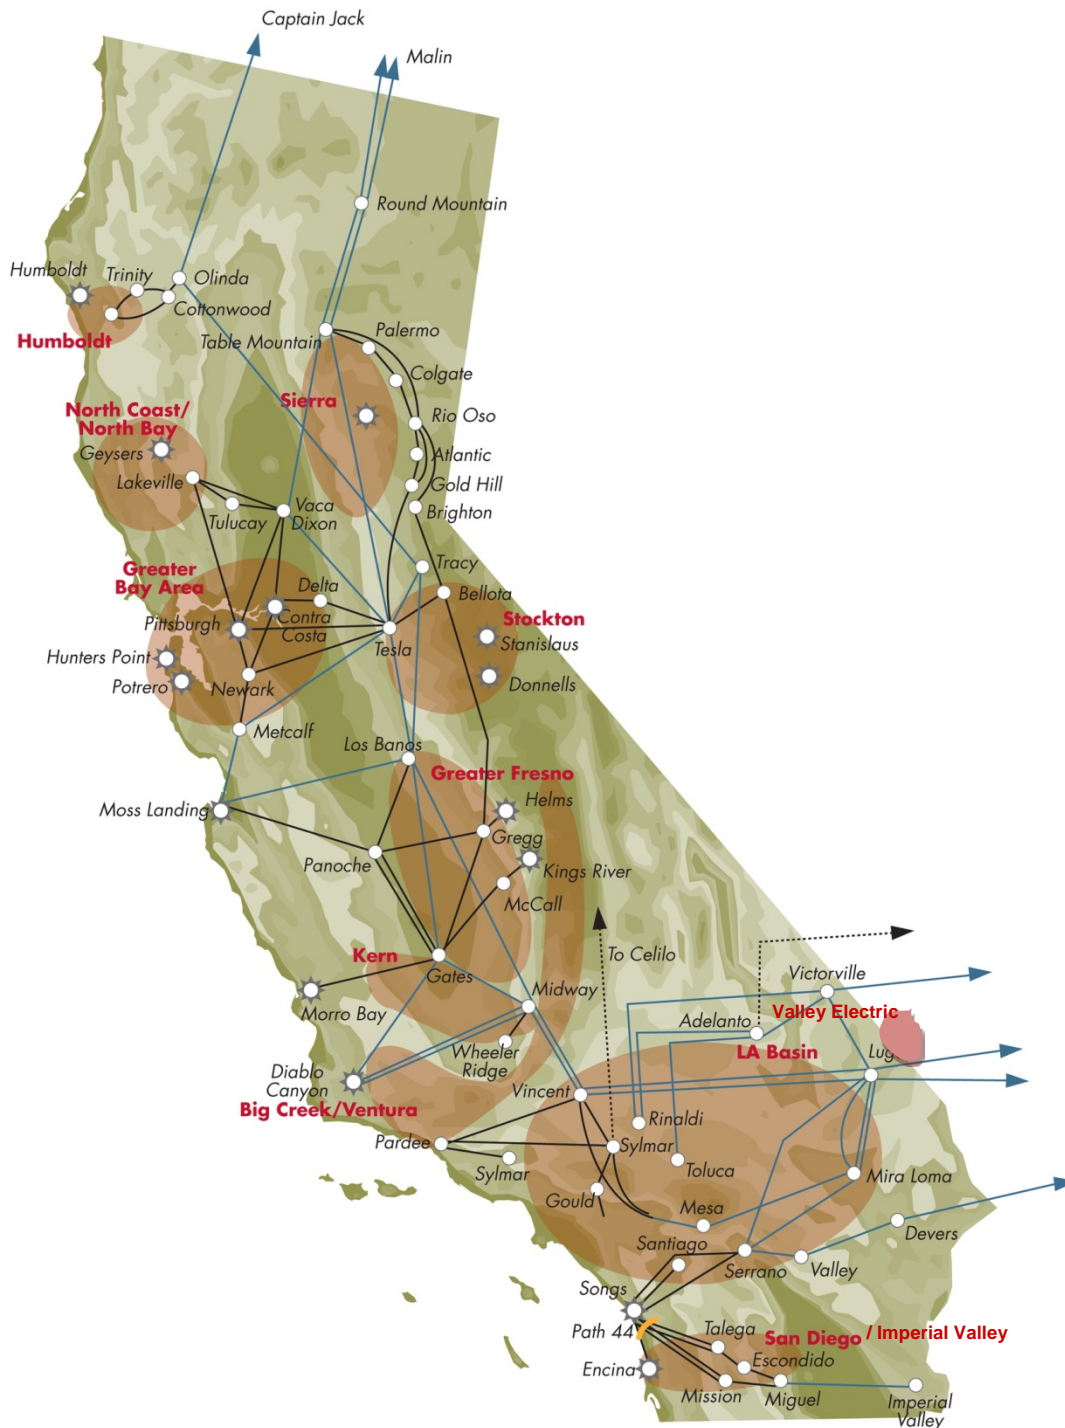 Captain Jack
Malin
Round Mountain
Humboldt
Trinity
Olinda
Cottonwood
Humboldt
Table Mountain
Palermo
Colgate
Sierra
Rio Oso
North Coast/
North Bay
Geysers
Atlantic
Lakeville
Gold Hill
Tulucay
Vaca
Dixon
Brighton
Greater
Bay Area
Delta
Tracy
Bellota
Pittsburgh
Contra
Costa
Stockton
Stanislaus
Tesla
Hunters Point
Potrero
Newark
Donnells
Metcalf
Los Banos
Greater Fresno
Moss Landing
Helms
Gregg
Panoche
Kings River
McCall
Kern
Gates
To Celilo
Midway
Morro Bay
Victorville
Valley Electric
Adelanto
LA Basin
Lug
Wheeler
Ridge
Diablo
Canyon
Big Creek/Ventura
Vincent
Rinaldi
Pardee
Sylmar
Sylmar
Toluca
Mira Loma
Gould
Mesa
Devers
Santiago
Serrano
Valley
Songs
Path 44
Talega
San Diego / Imperial Valley
Encina
Escondido
Mission
Miguel
Imperial
Valley